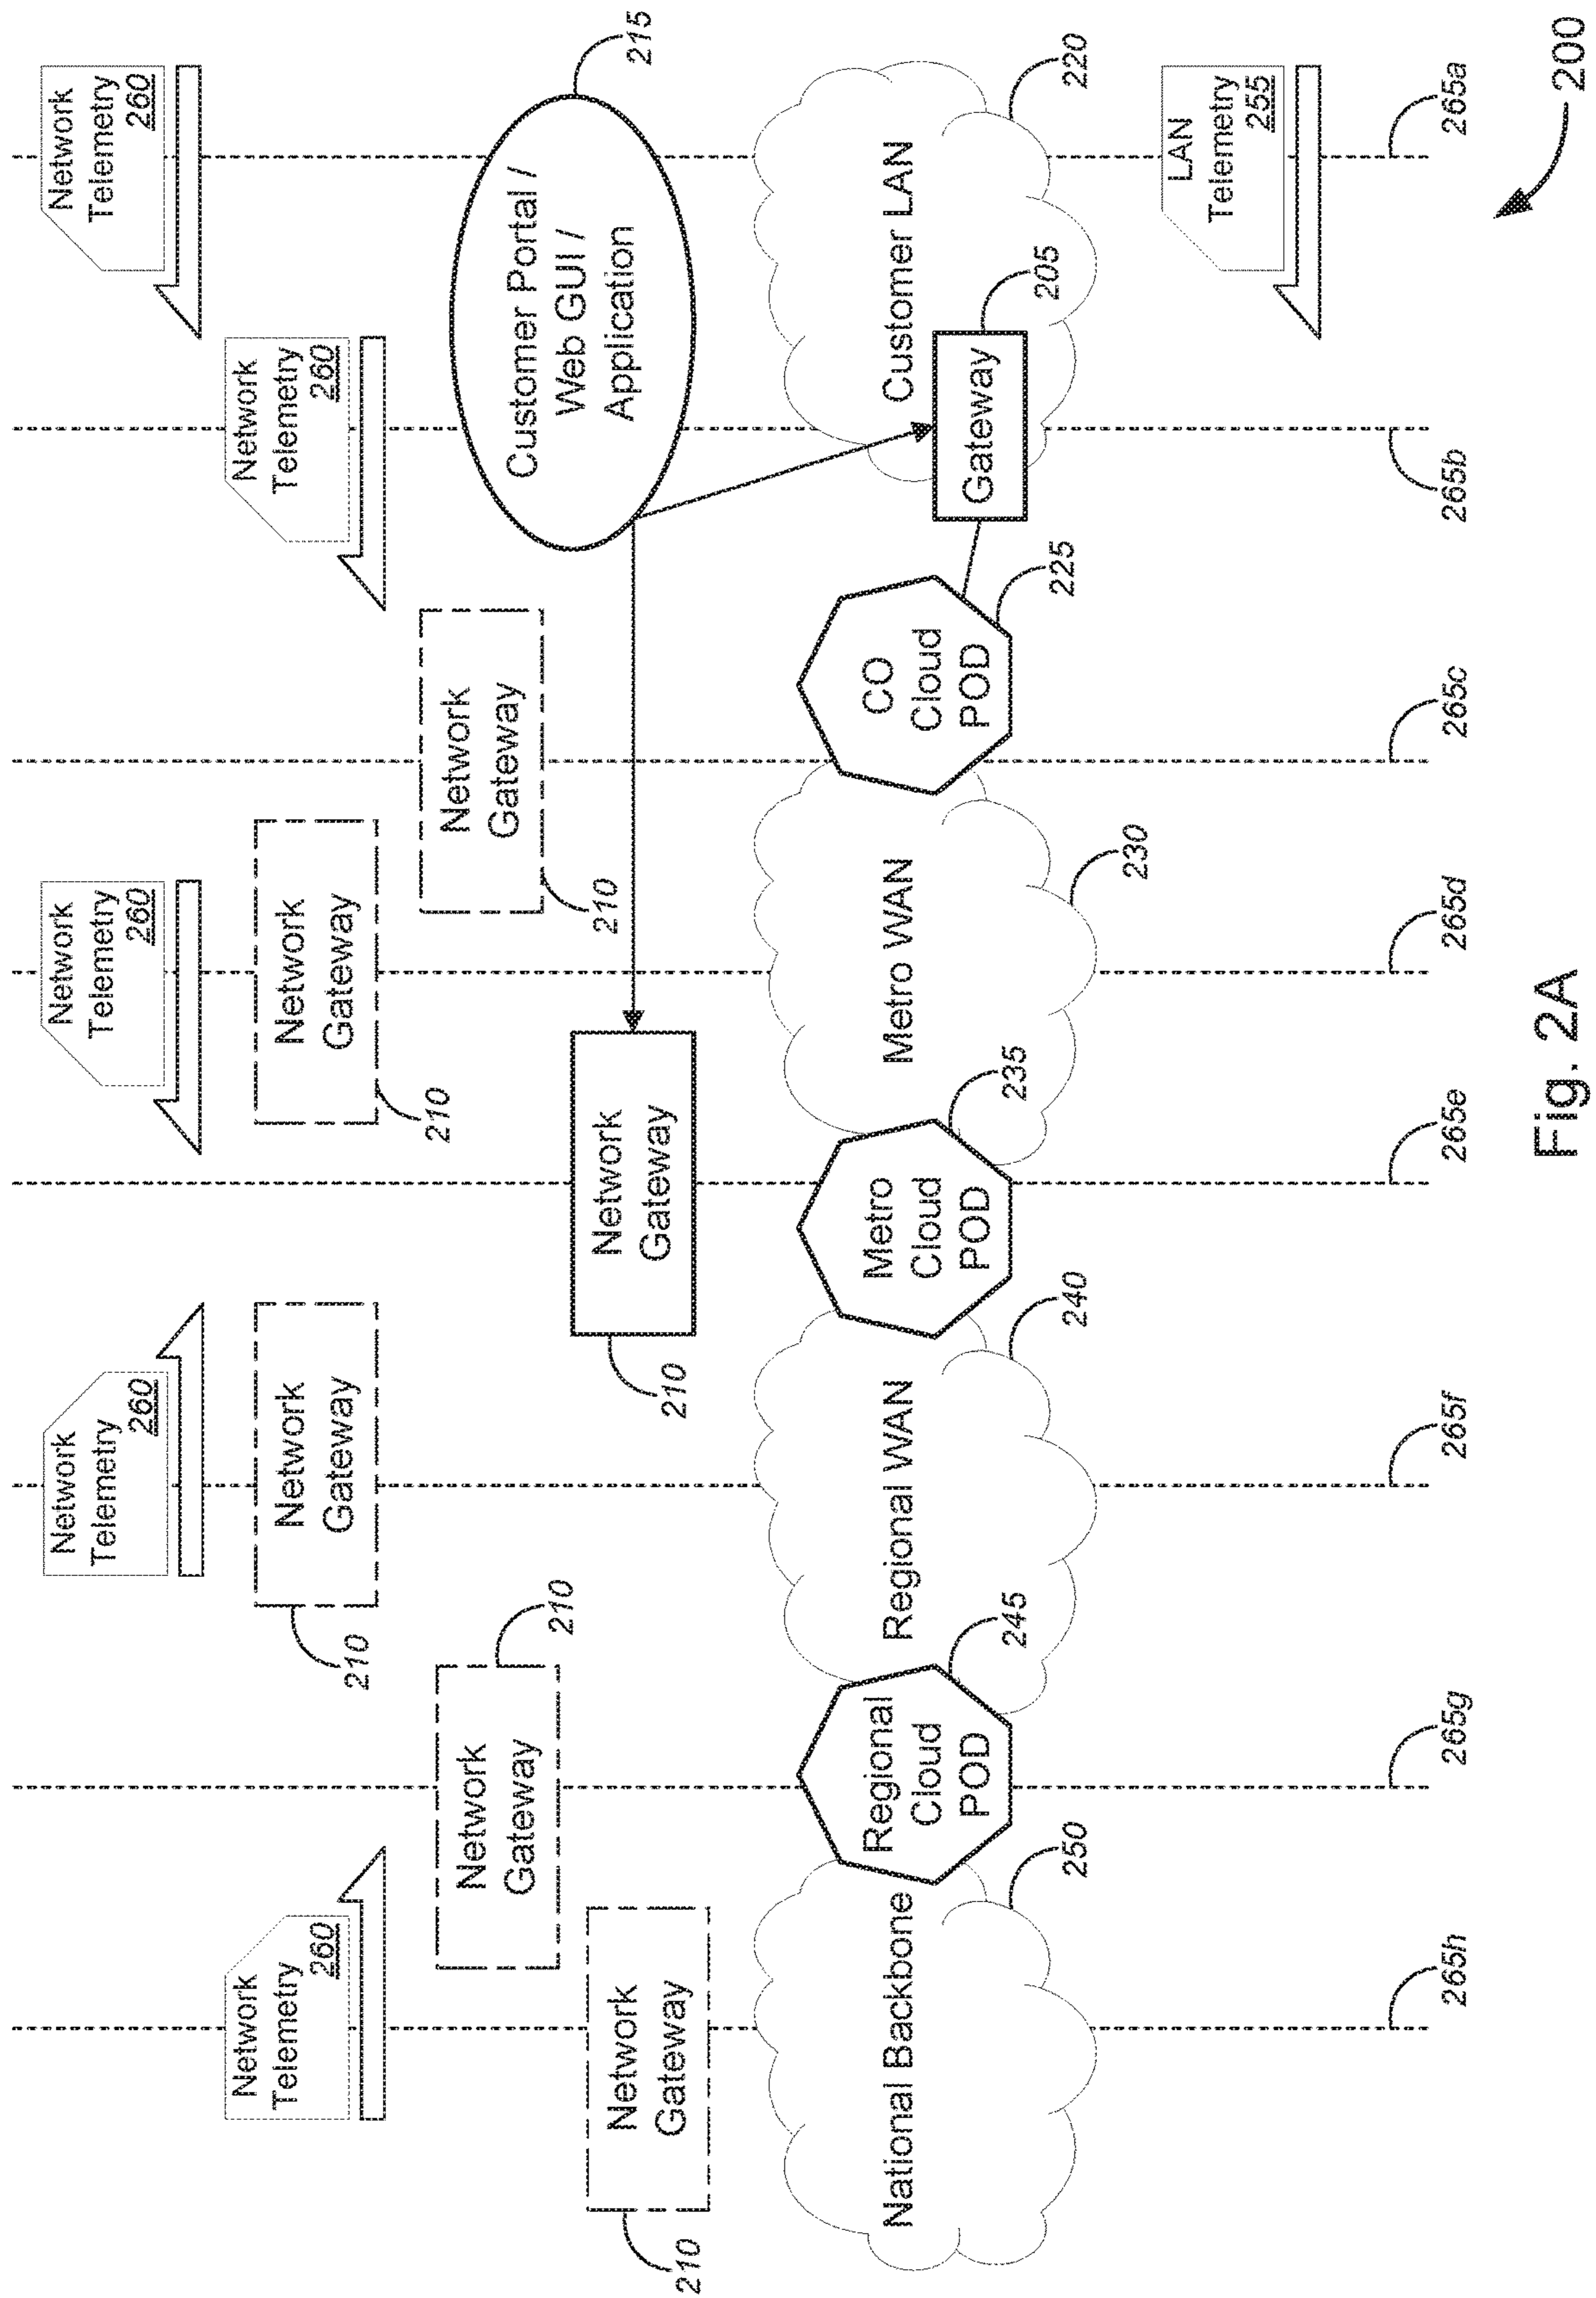 Network
Telemetry
260
Network
Telemetry
260
Network
Telemetry
260
Network
Telemetry
260
Network
Gateway
210
Network
Gateway
210
Network
Telemetry
260
Network
Gateway
210
Network
Gateway
210
Customer Portal /
Web GUI /
Application
215
Network
Gateway
210
Network
Gateway
210
National Backbone
250
Regional
Cloud
POD
245
Regional WAN
240
Metro
Cloud
POD
235
Metro WAN
230
CO
Cloud
POD
225
Customer LAN
220
Gateway
205
LAN
Telemetry
255
265h
265g
265f
265e
265d
265c
265b
265a
Fig. 2A
200